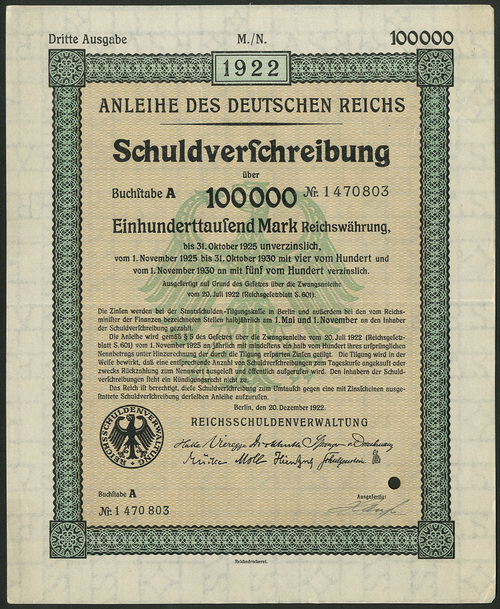 Dritte Ausgabe M./N. 100000
1922
ANLEIHE DES DEUTSCHEN REICHS
Schuldverſchreibung
über
Buchſtabe A 100000 Nr. 1470803
Einhunderttauſend Mark Reichswährung,
bis 31. Oktober 1925 unverzinslich,
vom 1. November 1925 bis 31. Oktober 1930 mit vier vom Hundert und
vom 1. November 1930 an mit fünf vom Hundert verzinslich.
Ausgefertigt auf Grund des Geſetzes über die Zwangsanleihe
vom 20. Juli 1922 (Reichsgeſetzblatt S. 601).
Die Zinſen werden bei der Staatsſchulden-Tilgungskaſſe in Berlin und außerdem bei den vom Reichs-
miniſter der Finanzen bezeichneten Stellen halbjährlich am 1. Mai und 1. November an den Inhaber
der Schuldverſchreibung gezahlt.
Die Anleihe wird gemäß § 5 des Geſetzes über die Zwangsanleihe vom 20. Juli 1922 (Reichsgeſetz-
blatt S. 601) vom 1. November 1925 an jährlich mit mindeſtens ein halb vom Hundert ihres urſprünglichen
Nennbetrags unter Hinzurechnung der durch die Tilgung erſparten Zinſen getilgt. Die Tilgung wird in der
Weiſe bewirkt, daß eine entſprechende Anzahl von Schuldverſchreibungen zum Tageskurſe angekauft oder
zwecks Rückzahlung zum Nennwert ausgeloſt und öffentlich aufgerufen wird. Den Inhabern der Schuld-
verſchreibungen ſteht ein Kündigungsrecht nicht zu.
Das Reich iſt berechtigt, dieſe Schuldverſchreibung zum Umtauſch gegen eine mit Zinsſcheinen ausge-
ſtattete Schuldverſchreibung derſelben Anleihe aufzurufen.
Berlin, den 20. Dezember 1922.
REICHSSCHULDENVERWALTUNG
REICHSSCHULDENVERWALTUNG
Buchſtabe A
Ausgefertigt
Nr. 1470803
Reichsdruckerei.